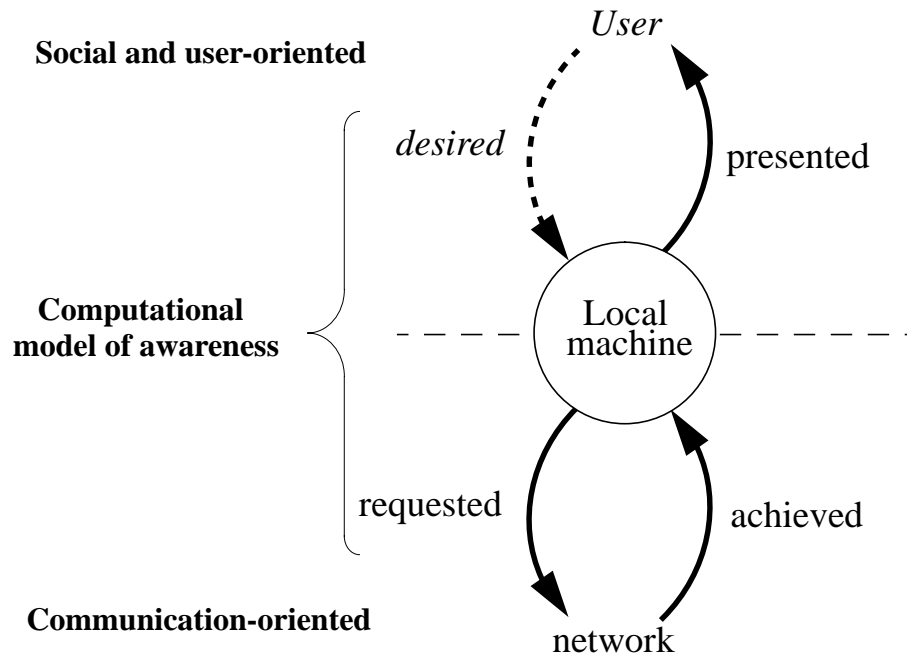 User
Social and user-oriented
desired
presented
Computational
model of awareness
Local
machine
requested
achieved
Communication-oriented
network